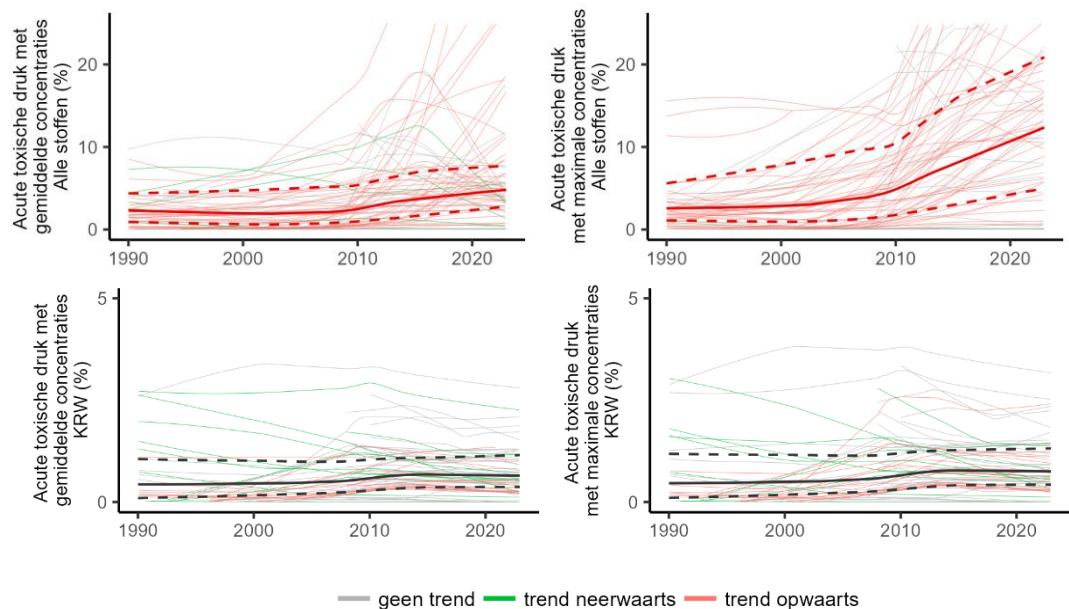 Acute toxische druk met
gemiddelde concentraties
Alle stoffen (%)
20
10
0
1990
2000
2010
2020
Acute toxische druk
met maximale concentraties
Alle stoffen (%)
20
10
0
1990
2000
2010
2020
Acute toxische druk met
gemiddelde concentraties
KRW (%)
5
0
1990
2000
2010
2020
Acute toxische druk
met maximale concentraties
KRW (%)
5
0
1990
2000
2010
2020
geen trend trend neerwaarts trend opwaarts